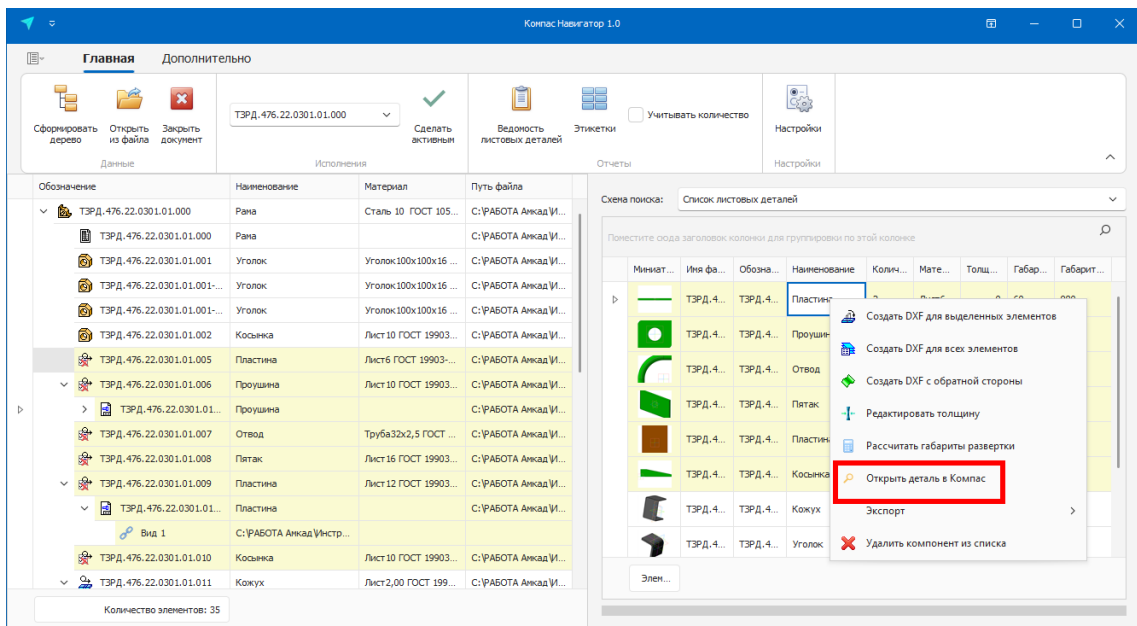 Компас Навигатор 1.0
Главная Дополнительно
Сформировать дерево
Открыть из файла
Закрыть документ
Данные
ТЗРД.476.22.0301.01.000
Сделать активным
Исполнения
Ведомость листовых деталей
Этикетки
Учитывать количество
Отчеты
Настройки
Настройки
Обозначение Наименование Материал Путь файла
ТЗРД.476.22.0301.01.000 Рама Сталь 10 ГОСТ 105... C:\РАБОТА Амкад\И...
ТЗРД.476.22.0301.01.000 Рама C:\РАБОТА Амкад\И...
ТЗРД.476.22.0301.01.001 Уголок Уголок100x100x16 ... C:\РАБОТА Амкад\И...
ТЗРД.476.22.0301.01.001-... Уголок Уголок100x100x16 ... C:\РАБОТА Амкад\И...
ТЗРД.476.22.0301.01.001-... Уголок Уголок100x100x16 ... C:\РАБОТА Амкад\И...
ТЗРД.476.22.0301.01.002 Косынка Лист10 ГОСТ 19903... C:\РАБОТА Амкад\И...
ТЗРД.476.22.0301.01.005 Пластина Лист6 ГОСТ 19903-... C:\РАБОТА Амкад\И...
ТЗРД.476.22.0301.01.006 Проушина Лист10 ГОСТ 19903... C:\РАБОТА Амкад\И...
ТЗРД.476.22.0301.01... Проушина C:\РАБОТА Амкад\И...
ТЗРД.476.22.0301.01.007 Отвод Труба32x2,5 ГОСТ ... C:\РАБОТА Амкад\И...
ТЗРД.476.22.0301.01.008 Пятак Лист16 ГОСТ 19903... C:\РАБОТА Амкад\И...
ТЗРД.476.22.0301.01.009 Пластина Лист12 ГОСТ 19903... C:\РАБОТА Амкад\И...
ТЗРД.476.22.0301.01... Пластина C:\РАБОТА Амкад\И...
Вид 1 C:\РАБОТА Амкад\Инстр...
ТЗРД.476.22.0301.01.010 Косынка Лист10 ГОСТ 19903... C:\РАБОТА Амкад\И...
ТЗРД.476.22.0301.01.011 Кожух Лист2,00 ГОСТ 199... C:\РАБОТА Амкад\И...
Количество элементов: 35
Схема поиска: Список листовых деталей
Поместите сюда заголовок колонки для группировки по этой колонке
Миниат... Имя фа... Обозна... Наименование Колич... Мате... Толщ... Габар... Габарит...
ТЗРД.4... ТЗРД.4... Пластина
ТЗРД.4... ТЗРД.4... Проушин
ТЗРД.4... ТЗРД.4... Отвод
ТЗРД.4... ТЗРД.4... Пятак
ТЗРД.4... ТЗРД.4... Пластин
ТЗРД.4... ТЗРД.4... Косынка
ТЗРД.4... ТЗРД.4... Кожух
ТЗРД.4... ТЗРД.4... Уголок
Элем...
Создать DXF для выделенных элементов
Создать DXF для всех элементов
Создать DXF с обратной стороны
Редактировать толщину
Рассчитать габариты развертки
Открыть деталь в Компас
Экспорт
Удалить компонент из списка